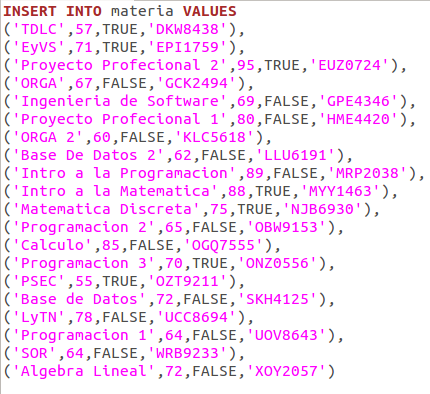 INSERT INTO materia VALUES
('TDLC',57,TRUE,'DKW8438'),
('EyVS',71,TRUE,'EPI1759'),
('Proyecto Profecional 2',95,TRUE,'EUZ0724'),
('ORGA',67,FALSE,'GCK2494'),
('Ingenieria de Software',69,FALSE,'GPE4346'),
('Proyecto Profecional 1',80,FALSE,'HME4420'),
('ORGA 2',60,FALSE,'KLC5618'),
('Base De Datos 2',62,FALSE,'LLU6191'),
('Intro a la Programacion',89,FALSE,'MRP2038'),
('Intro a la Matematica',88,TRUE,'MYY1463'),
('Matematica Discreta',75,TRUE,'NJB6930'),
('Programacion 2',65,FALSE,'OBW9153'),
('Calculo',85,FALSE,'OGQ7555'),
('Programacion 3',70,TRUE,'ONZ0556'),
('PSEC',55,TRUE,'OZT9211'),
('Base de Datos',72,FALSE,'SKH4125'),
('LyTN',78,FALSE,'UCC8694'),
('Programacion 1',64,FALSE,'UOV8643'),
('SOR',64,FALSE,'WRB9233'),
('Algebra Lineal',72,FALSE,'XOY2057')